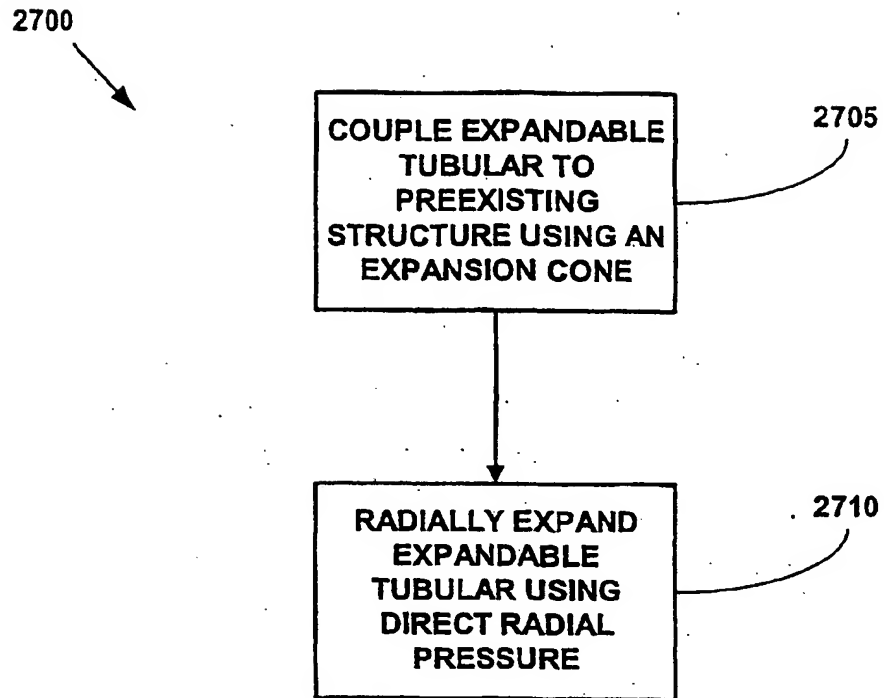 2700
COUPLE EXPANDABLE
TUBULAR TO
PREEXISTING
STRUCTURE USING AN
EXPANSION CONE
2705
RADIALLY EXPAND
EXPANDABLE
TUBULAR USING
DIRECT RADIAL
PRESSURE
2710